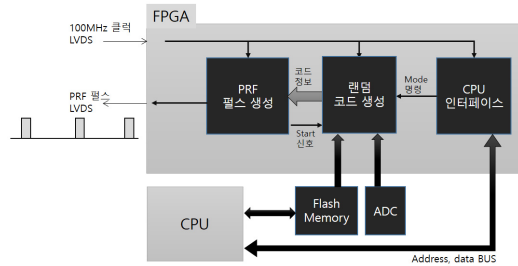 FPGA
100MHz 클럭
LVDS
PRF 펄스
LVDS
PRF
펄스 생성
코드
정보
Start
신호
랜덤
코드 생성
Mode
명령
CPU
인터페이스
CPU
Flash
Memory
ADC
Address, data BUS